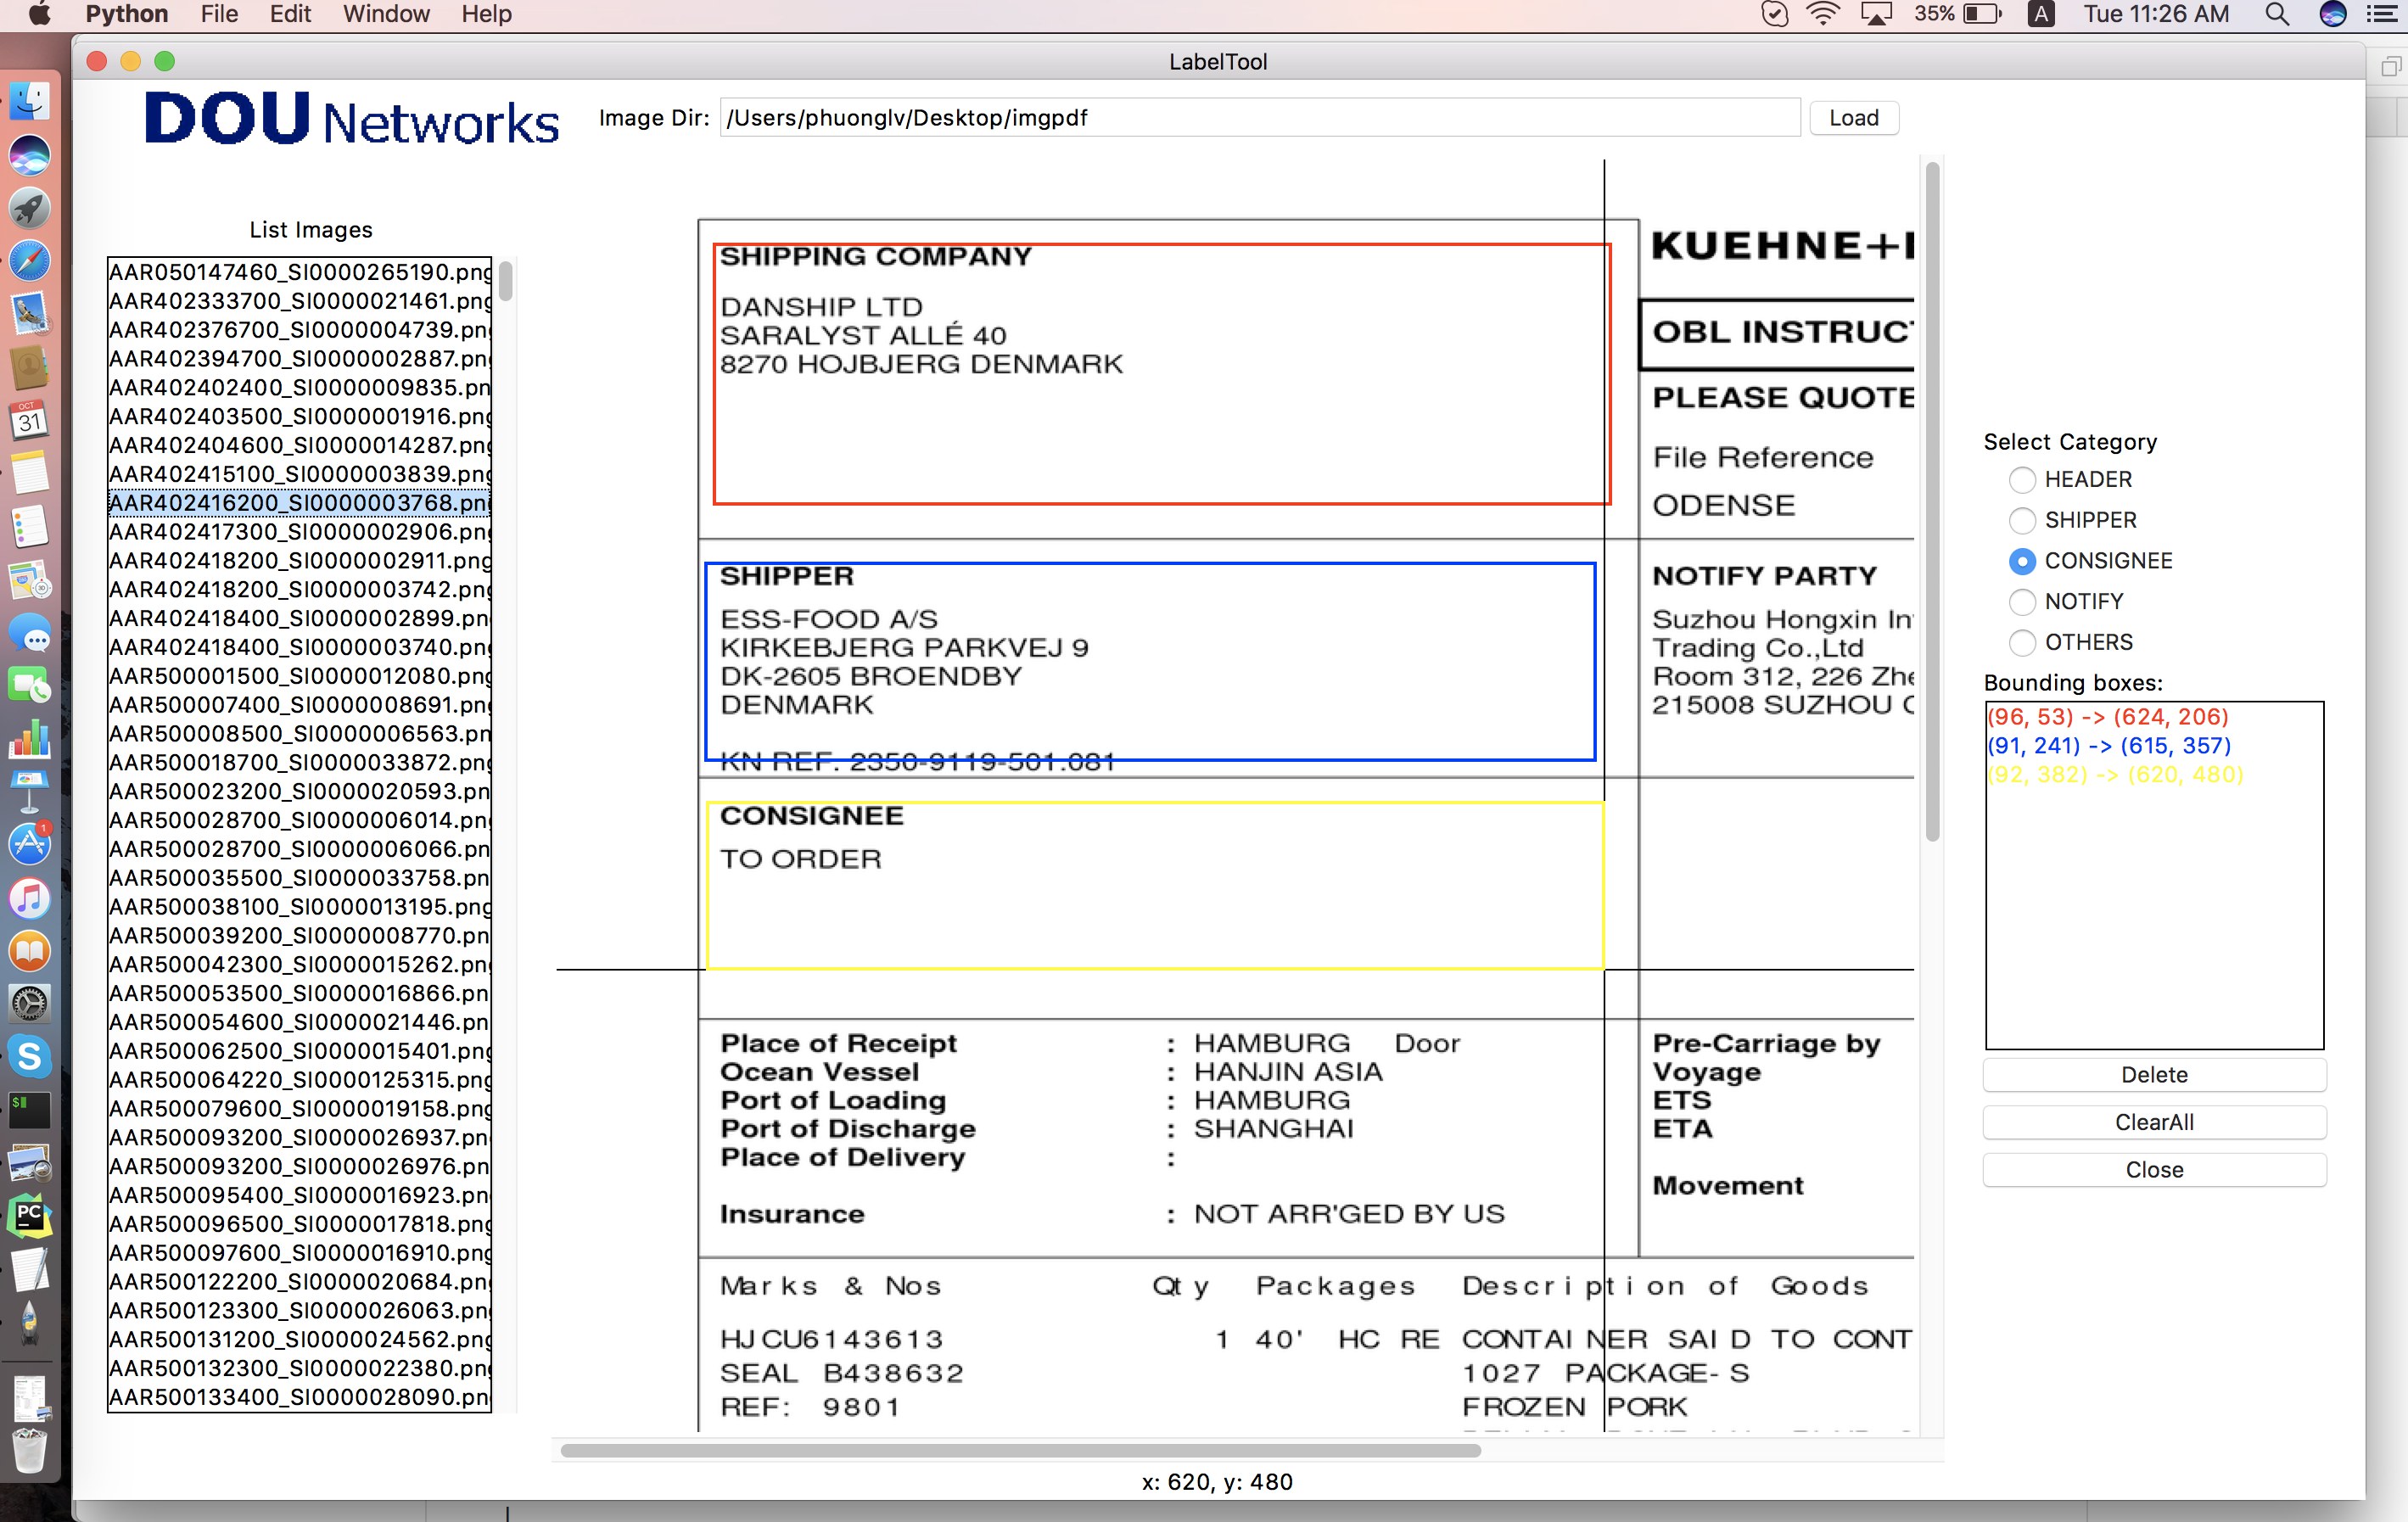 Python File Edit Window Help
35% A Tue 11:26 AM
LabelTool
DOU Networks
Image Dir: /Users/phuonglv/Desktop/imgpdf Load
List Images
AAR050147460_SI0000265190.png
AAR402333700_SI0000021461.png
AAR402376700_SI0000004739.png
AAR402394700_SI0000002887.png
AAR402402400_SI0000009835.pn
AAR402403500_SI0000001916.png
AAR402404600_SI0000014287.png
AAR402415100_SI0000003839.png
AAR402416200_SI0000003768.png
AAR402417300_SI0000002906.png
AAR402418200_SI0000002911.png
AAR402418200_SI0000003742.png
AAR402418400_SI0000002899.png
AAR402418400_SI0000003740.png
AAR500001500_SI0000012080.png
AAR500007400_SI0000008691.png
AAR500008500_SI0000006563.pn
AAR500018700_SI0000033872.png
AAR500023200_SI0000020593.pn
AAR500028700_SI0000006014.png
AAR500028700_SI0000006066.png
AAR500035500_SI0000033758.pn
AAR500038100_SI0000013195.png
AAR500039200_SI0000008770.pn
AAR500042300_SI0000015262.png
AAR500053500_SI0000016866.pn
AAR500054600_SI0000021446.pn
AAR500062500_SI0000015401.pn
AAR500064220_SI0000125315.pn
AAR500079600_SI0000019158.pn
AAR500093200_SI0000026937.pn
AAR500093200_SI0000026976.pn
AAR500095400_SI0000016923.pn
AAR500096500_SI0000017818.png
AAR500097600_SI0000016910.png
AAR500122200_SI0000020684.pn
AAR500123300_SI0000026063.pn
AAR500131200_SI0000024562.pn
AAR500132300_SI0000022380.pn
AAR500133400_SI0000028090.png
SHIPPING COMPANY
DANSHIP LTD
SARALYST ALLÉ 40
8270 HOJBJERG DENMARK
KUEHNE+
OBL INSTRUC
PLEASE QUOTE
File Reference
ODENSE
SHIPPER
ESS-FOOD A/S
KIRKEBJERG PARKVEJ 9
DK-2605 BROENDBY
DENMARK
KN REF. 2350-9119-501.081
NOTIFY PARTY
Suzhou Hongxin In
Trading Co.,Ltd
Room 312, 226 Zhe
215008 SUZHOU
CONSIGNEE
TO ORDER
Place of Receipt : HAMBURG Door
Ocean Vessel : HANJIN ASIA
Port of Loading : HAMBURG
Port of Discharge : SHANGHAI
Place of Delivery :
Insurance : NOT ARR'GED BY US
Pre-Carriage by
Voyage
ETS
ETA
Movement
Marks & Nos Qty Packages Description of Goods
HJCU6143613 1 40' HC RE CONTAINER SAID TO CONT
SEAL B438632 1027 PACKAGE-S
REF: 9801 FROZEN PORK
x: 620, y: 480
Select Category
HEADER
SHIPPER
CONSIGNEE
NOTIFY
OTHERS
Bounding boxes:
(96, 53) -> (624, 206)
(91, 241) -> (615, 357)
(92, 382) -> (620, 480)
Delete
ClearAll
Close
OCT
31
1
S
$
PC